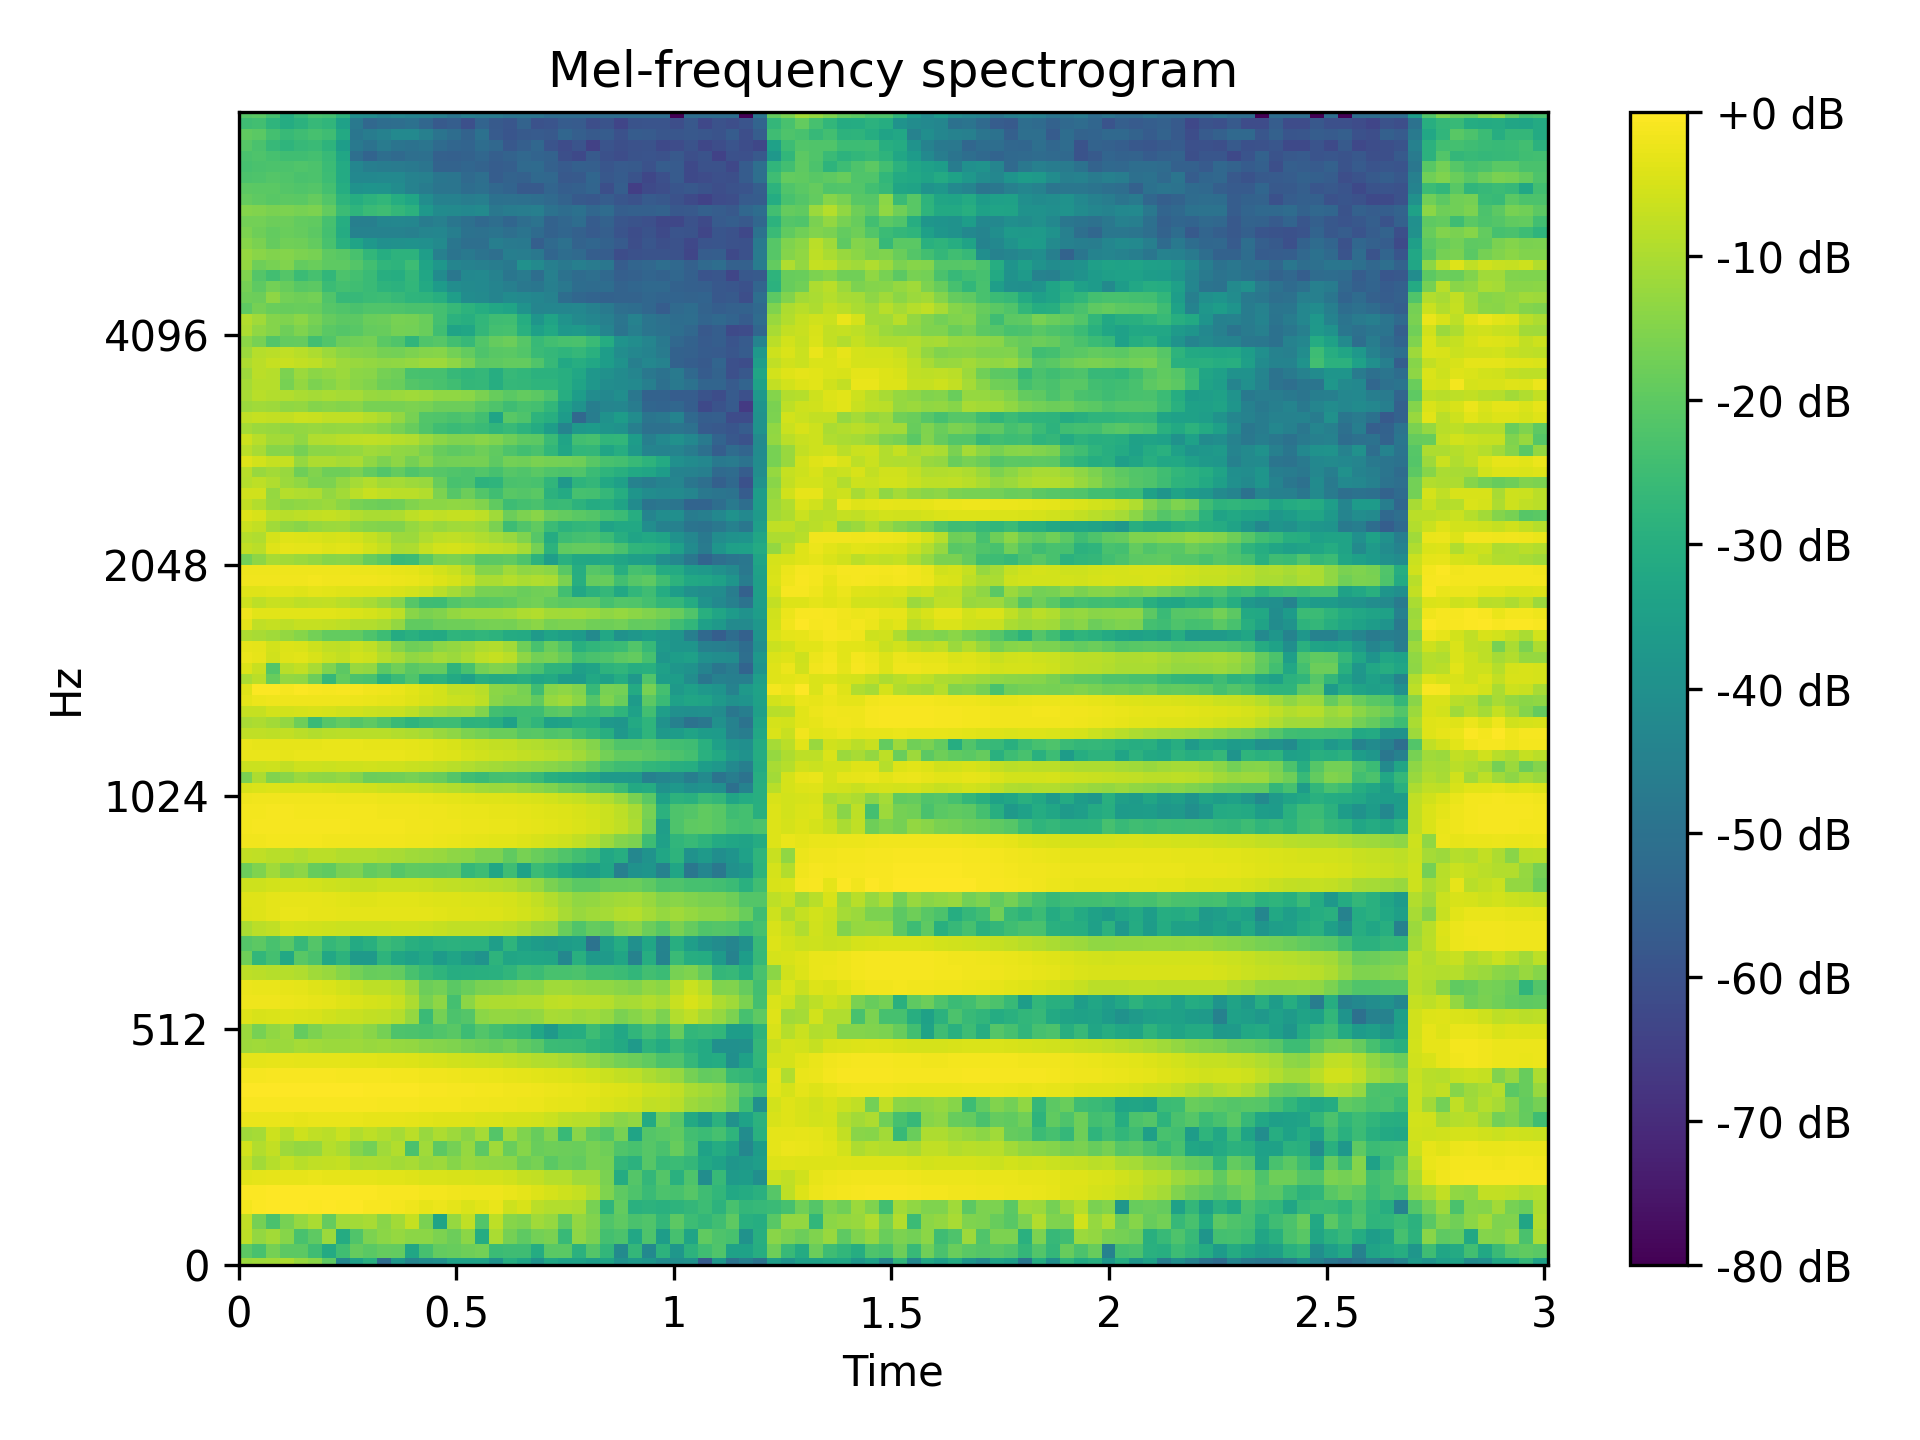 Mel-frequency spectrogram
+0 dB
-10 dB
-20 dB
-30 dB
-40 dB
-50 dB
-60 dB
-70 dB
-80 dB
4096
2048
1024
512
0
Hz
0 0.5 1 1.5 2 2.5 3
Time